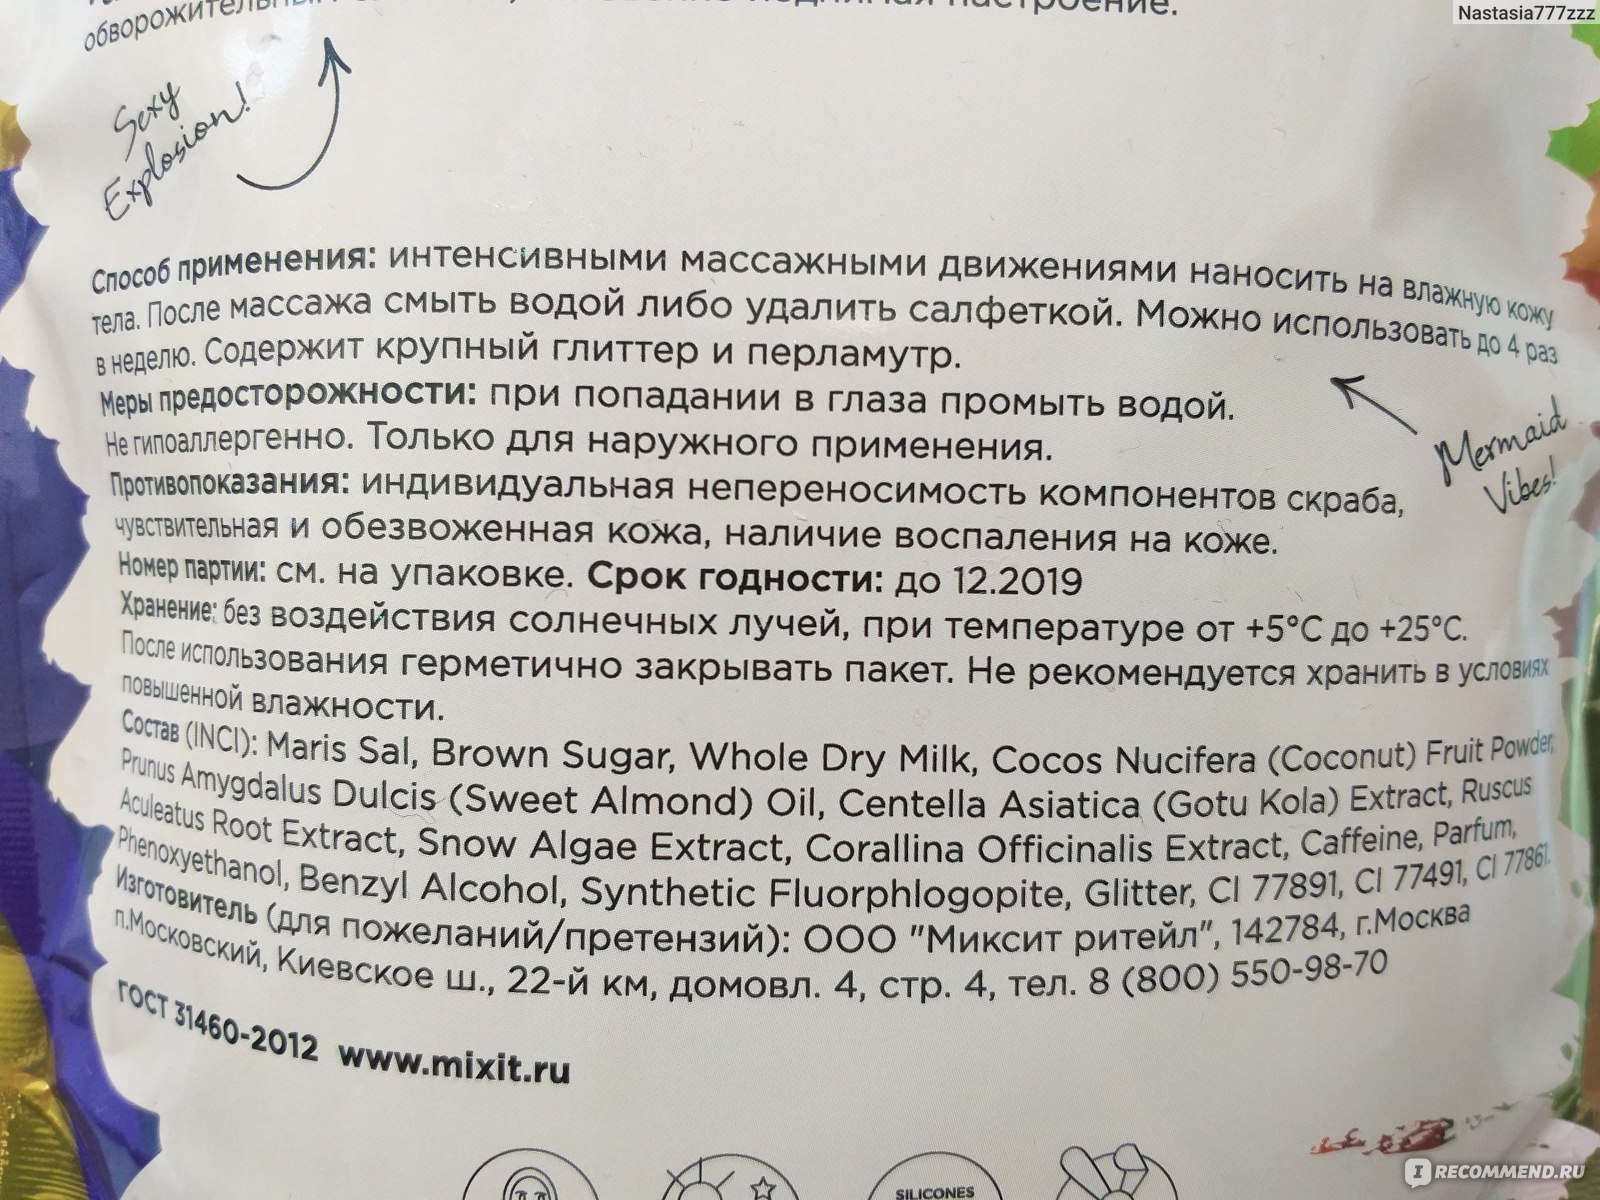 Nastasia777zzz
обворожительный
настроение.
Sexy
Explosion!
Способ применения: интенсивными массажными движениями наносить на влажную кожу
тела. После массажа смыть водой либо удалить салфеткой. Можно использовать до 4 раз
в неделю. Содержит крупный глиттер и перламутр.
Меры предосторожности: при попадании в глаза промыть водой.
Не гипоаллергенно. Только для наружного применения.
Mermaid
Vibes!
Противопоказания: индивидуальная непереносимость компонентов скраба,
чувствительная и обезвоженная кожа, наличие воспаления на коже.
Номер партии: см. на упаковке. Срок годности: до 12.2019
Хранение: без воздействия солнечных лучей, при температуре от +5°C до +25°C.
После использования герметично закрывать пакет. Не рекомендуется хранить в условиях
повышенной влажности.
Состав (INCI): Maris Sal, Brown Sugar, Whole Dry Milk, Cocos Nucifera (Coconut) Fruit Powder,
Prunus Amygdalus Dulcis (Sweet Almond) Oil, Centella Asiatica (Gotu Kola) Extract, Ruscus
Aculeatus Root Extract, Snow Algae Extract, Corallina Officinalis Extract, Caffeine, Parfum,
Phenoxyethanol, Benzyl Alcohol, Synthetic Fluorphlogopite, Glitter, CI 77891, CI 77491, CI 77861.
Изготовитель (для пожеланий/претензий): ООО "Миксит ритейл", 142784, г.Москва
п.Московский, Киевское ш., 22-й км, домовл. 4, стр. 4, тел. 8 (800) 550-98-70
ГОСТ 31460-2012 www.mixit.ru
SILICONES
IRECOMMEND.RU